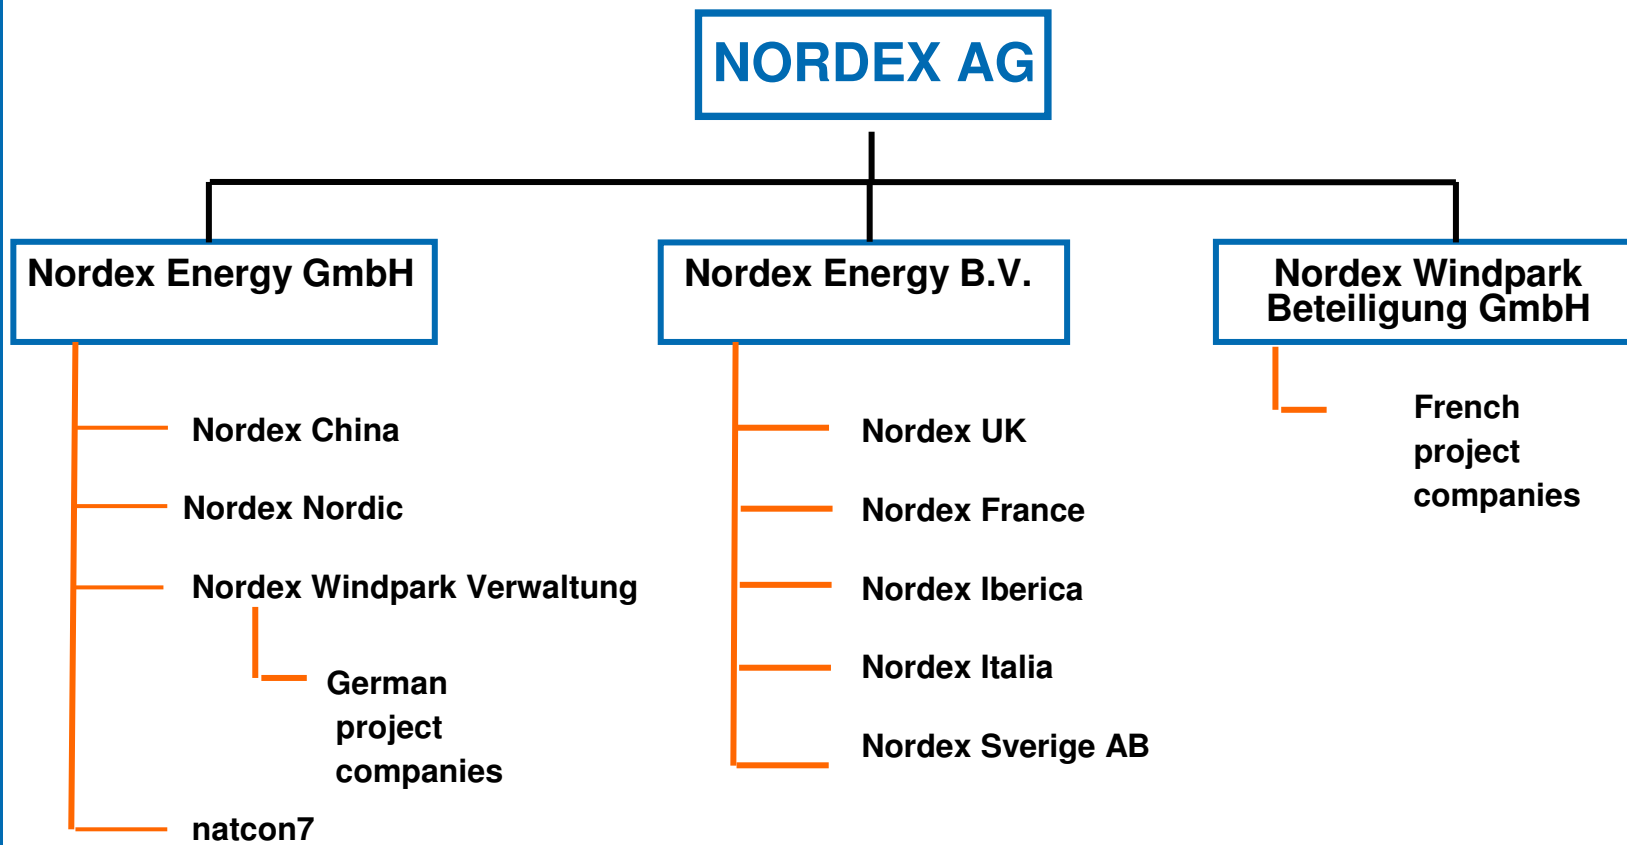 NORDEX AG
Nordex Energy GmbH
Nordex China
Nordex Nordic
Nordex Windpark Verwaltung
German
project
companies
natcon7
Nordex Energy B.V.
Nordex UK
Nordex France
Nordex Iberica
Nordex Italia
Nordex Sverige AB
Nordex Windpark
Beteiligung GmbH
French
project
companies